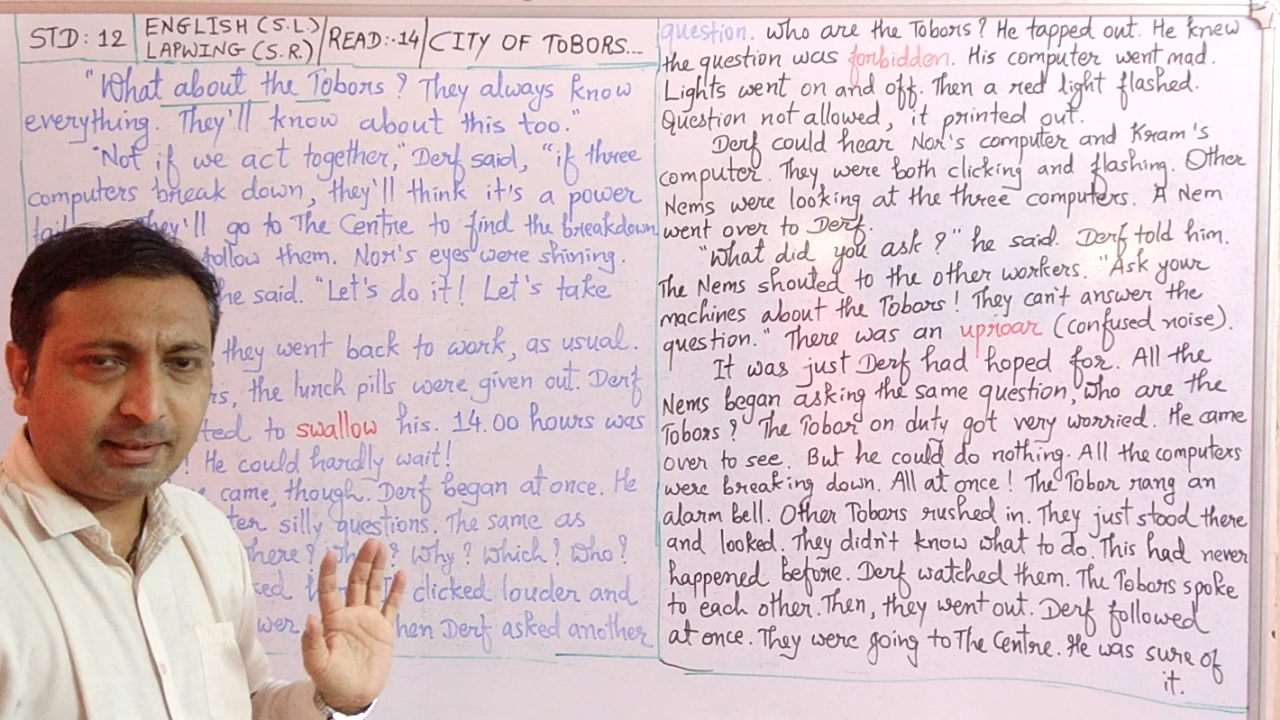 STD: 12
ENGLISH (S.L.)
LAPWING (S.R.)
READ:-14
CITY OF TOBORS...
"What about the Tobors? They always know
everything. They'll know about this too."
"Not if we act together," Derf said, "if three
computers break down, they'll think it's a power
They'll go to The Centre to find the breakdown
follow them. Nor's eyes were shining.
he said. "Let's do it! Let's take
they went back to work, as usual.
the lunch pills were given out. Derf
to swallow his. 14.00 hours was
! He could hardly wait!
came, though. Derf began at once. He
silly questions. The same as
? Why? Which? Who?
clicked louder and
Derf asked another
question. Who are the Tobors? He tapped out. He knew
the question was forbidden. His computer went mad.
Lights went on and off. Then a red light flashed.
Question not allowed, it printed out.
Derf could hear Nor's computer and Kram's
computer. They were both clicking and flashing. Other
Nems were looking at the three computers. A Nem
went over to Derf.
"What did you ask?" he said. Derf told him.
The Nems shouted to the other workers. "Ask your
machines about the Tobors! They can't answer the
question." There was an uproar (confused noise).
It was just Derf had hoped for. All the
Nems began asking the same question, Who are the
Tobors? The Tobar on duty got very worried. He came
over to see. But he could do nothing. All the computers
were breaking down. All at once! The Tobor rang an
alarm bell. Other Tobors rushed in. They just stood there
and looked. They didn't know what to do. This had never
happened before. Derf watched them. The Tobors spoke
to each other. Then, they went out. Derf followed
at once. They were going to The Centre. He was sure of
it.